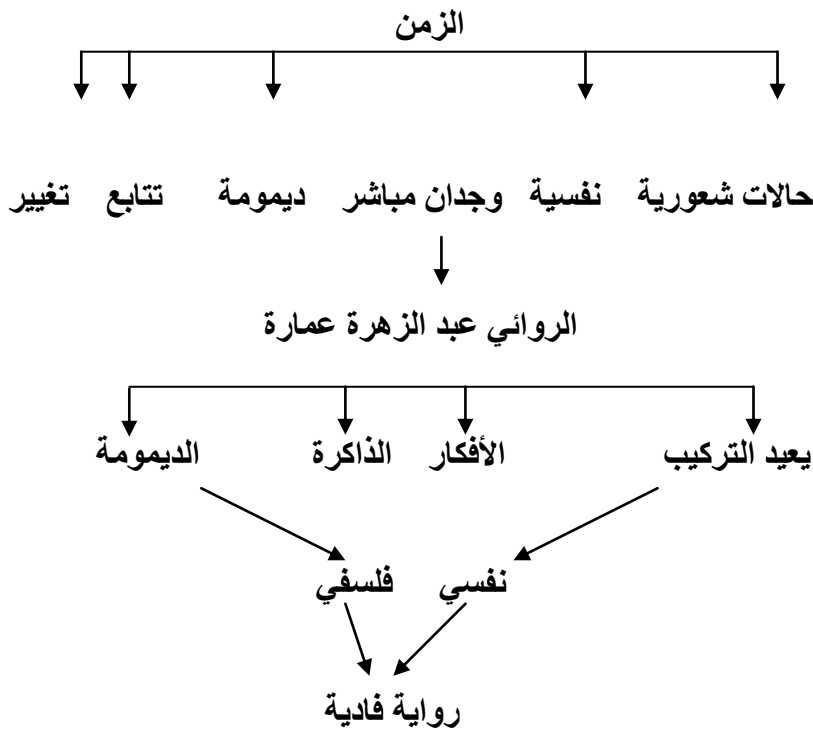 الزمن
حالات شعورية نفسية وجدان مباشر ديمومة تتابع تغيير
الروائي عبد الزهرة عمارة
يعيد التركيب الأفكار الذاكرة الديمومة
نفسي فلسفي
رواية فادية